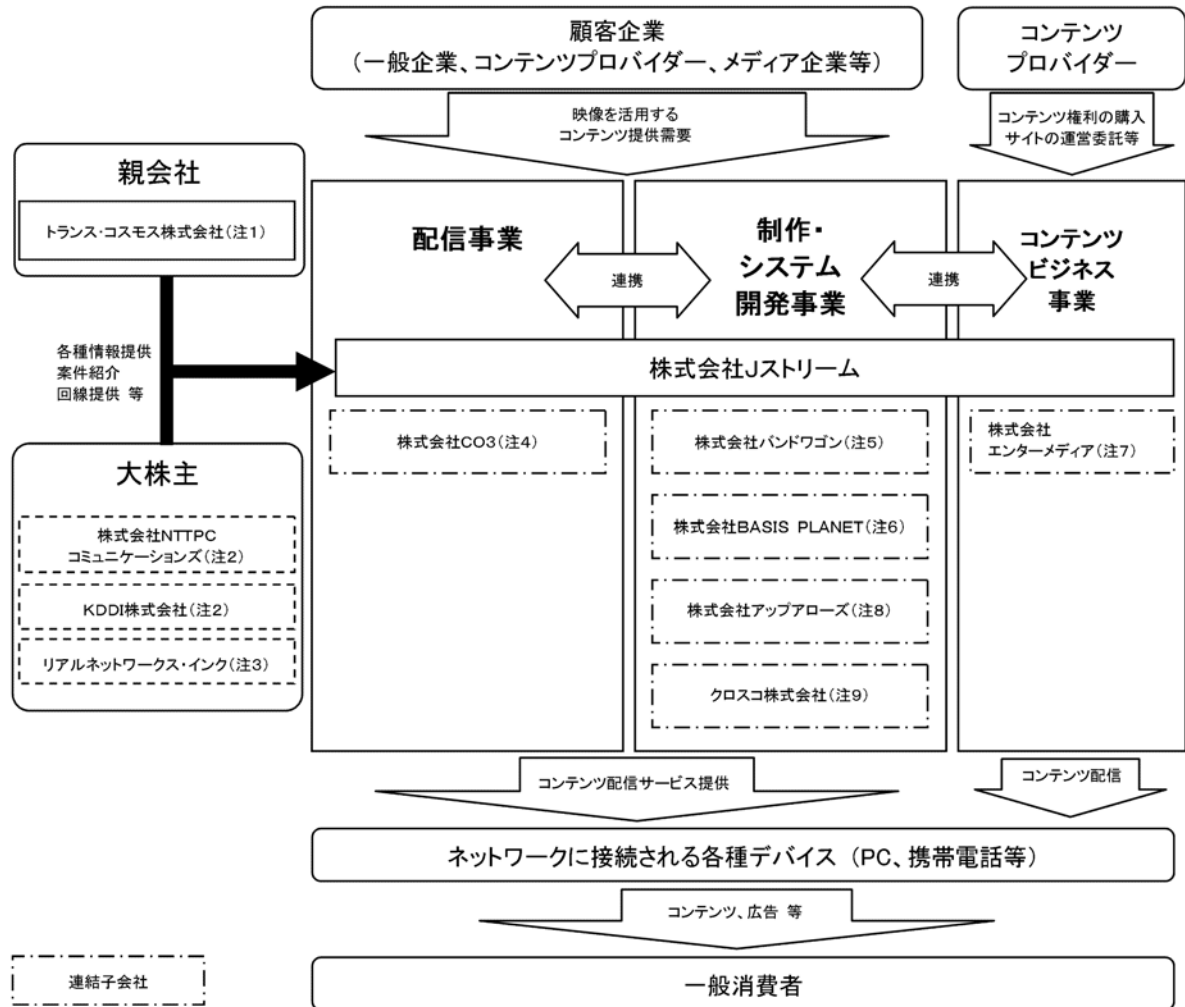 顧客企業
（一般企業、コンテンツプロバイダー、メディア企業等）
コンテンツ
プロバイダー
映像を活用する
コンテンツ提供需要
コンテンツ権利の購入
サイトの運営委託等
親会社
トランス・コスモス株式会社（注1）
配信事業
連携
制作・
システム
開発事業
連携
コンテンツ
ビジネス
事業
各種情報提供
案件紹介
回線提供 等
株式会社Jストリーム
株式会社CO3（注4）
株式会社バンドワゴン（注5）
株式会社
エンターメディア（注7）
大株主
株式会社NTTPC
コミュニケーションズ（注2）
KDDI株式会社（注2）
リアルネットワークス・インク（注3）
株式会社BASIS PLANET（注6）
株式会社アップアローズ（注8）
クロスコ株式会社（注9）
コンテンツ配信サービス提供
コンテンツ配信
ネットワークに接続される各種デバイス （PC、携帯電話等）
コンテンツ、広告 等
連結子会社
一般消費者